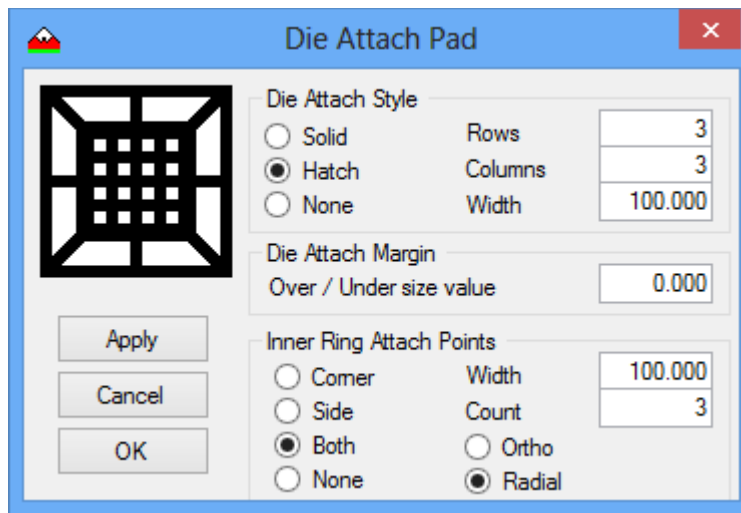 Die Attach Pad
Die Attach Style
Solid Rows 3
Hatch Columns 3
None Width 100.000
Die Attach Margin
Over / Under size value 0.000
Apply
Cancel
OK
Inner Ring Attach Points
Corner Width 100.000
Side Count 3
Both Ortho
None Radial